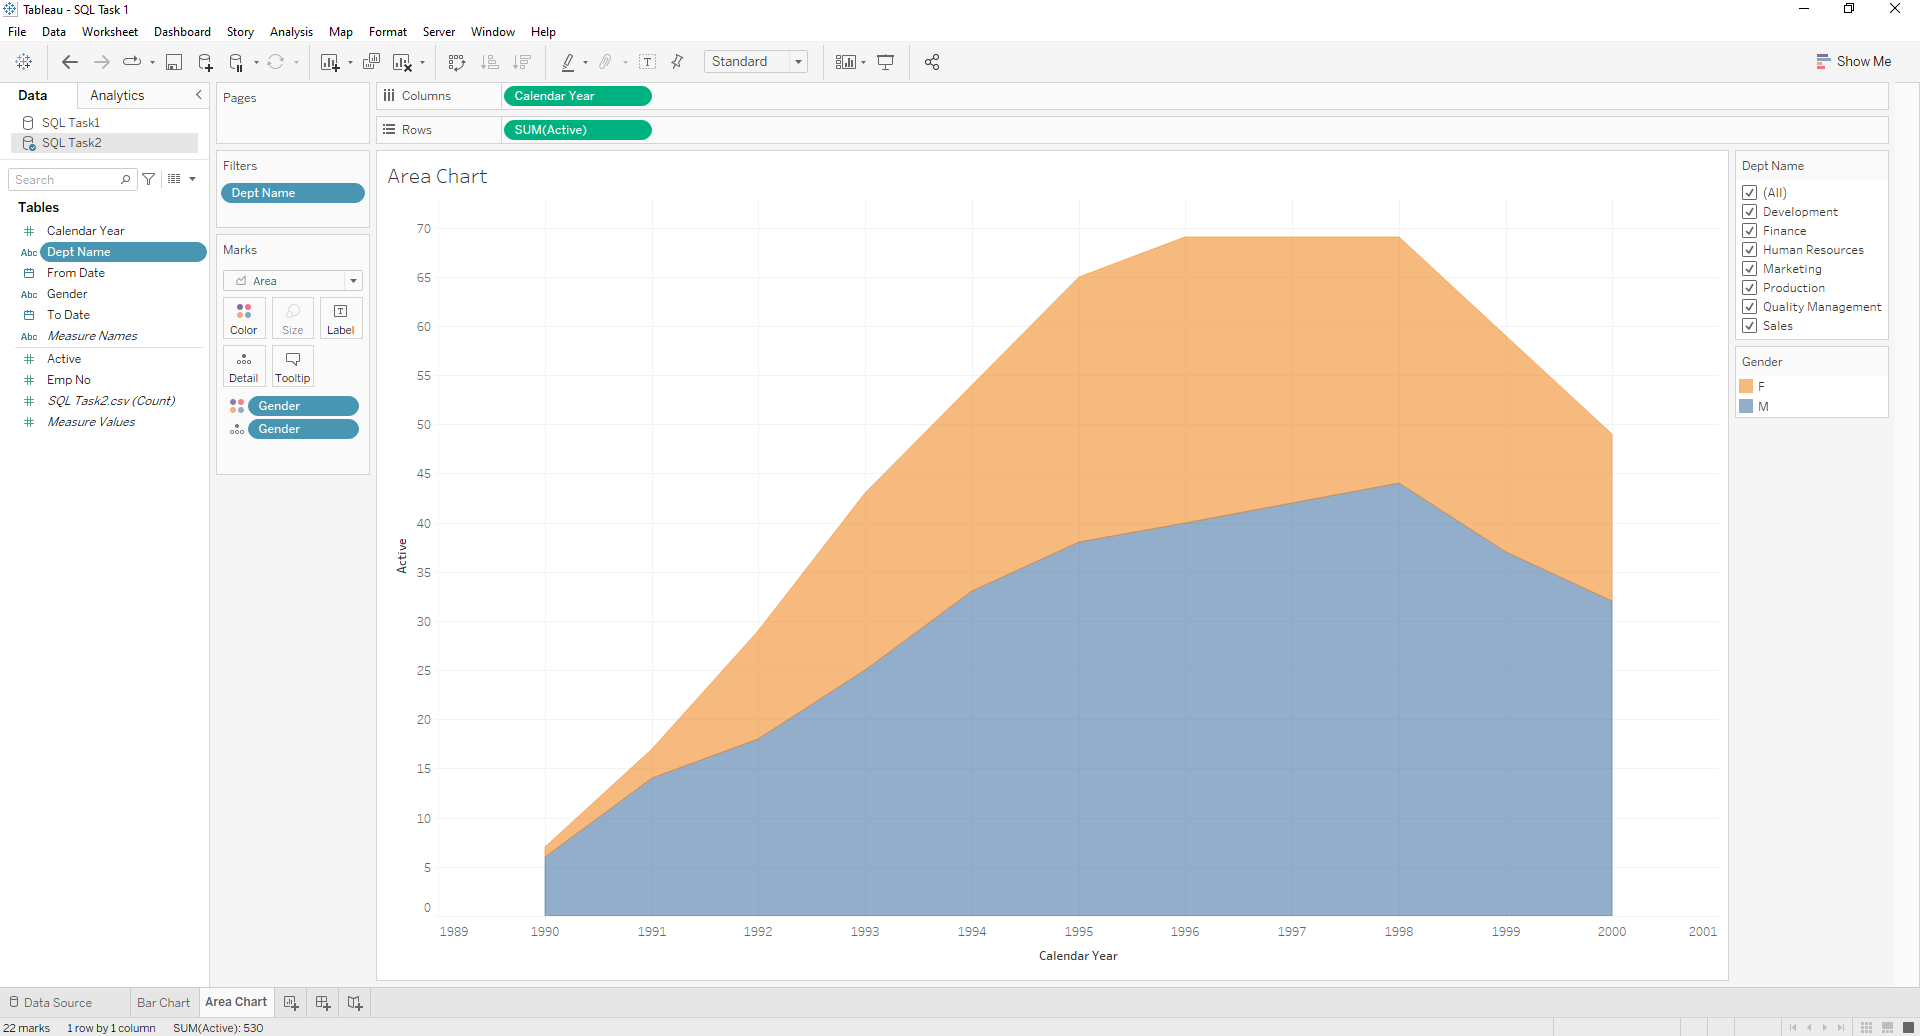 Tableau - SQL Task 1
File Data Worksheet Dashboard Story Analysis Map Format Server Window Help
Standard
Show Me
Data Analytics
SQL Task1
SQL Task2
Search
Tables
Calendar Year
Abc Dept Name
From Date
Abc Gender
To Date
Abc Measure Names
Active
Emp No
SQL Task2.csv (Count)
Measure Values
Pages
Filters
Dept Name
Marks
Area
Color Size Label
Detail Tooltip
Gender
Gender
Columns Calendar Year
Rows SUM(Active)
Area Chart
70
65
60
55
50
45
40
35
30
25
20
15
10
5
0
Active
1989 1990 1991 1992 1993 1994 1995 1996 1997 1998 1999 2000 2001
Calendar Year
Dept Name
(All)
Development
Finance
Human Resources
Marketing
Production
Quality Management
Sales
Gender
F
M
Data Source Bar Chart Area Chart
22 marks 1 row by 1 column SUM(Active): 530